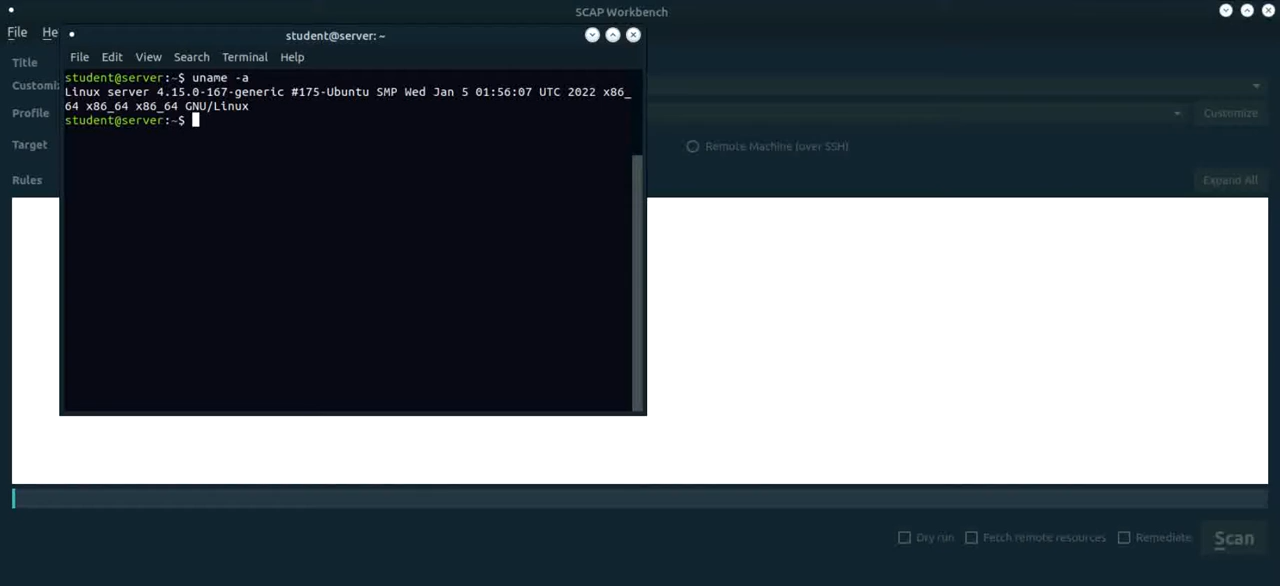 SCAP Workbench
File He
student@server: ~
File Edit View Search Terminal Help
Title
student@server:~$ uname -a
Customi
Linux server 4.15.0-167-generic #175-Ubuntu SMP Wed Jan 5 01:56:07 UTC 2022 x86_
64 x86_64 x86_64 GNU/Linux
Profile
Customize
student@server:~$
Target
Remote Machine (over SSH)
Rules
Expand All
Dry run Fetch remote resources Remediate Scan